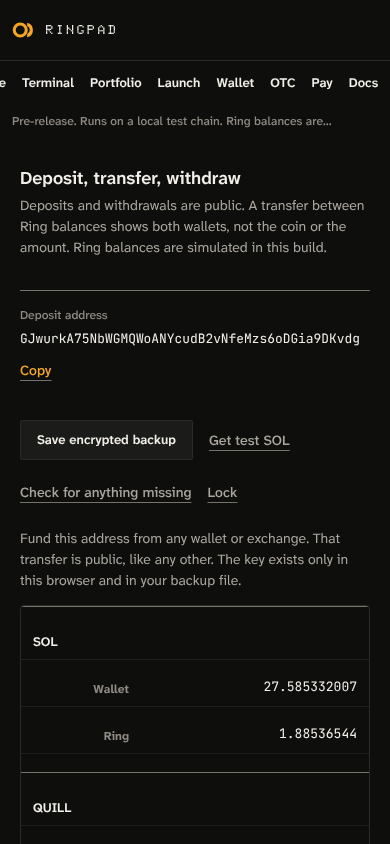 RINGPAD
e Terminal Portfolio Launch Wallet OTC Pay Docs
Pre-release. Runs on a local test chain. Ring balances are...
Deposit, transfer, withdraw
Deposits and withdrawals are public. A transfer between
Ring balances shows both wallets, not the coin or the
amount. Ring balances are simulated in this build.
Deposit address
GJwurkA75NbWGMQWoANYcudB2vNfeMzs6oDGia9DKvdg
Copy
Save encrypted backup Get test SOL
Check for anything missing Lock
Fund this address from any wallet or exchange. That
transfer is public, like any other. The key exists only in
this browser and in your backup file.
SOL
Wallet 27.585332007
Ring 1.88536544
QUILL